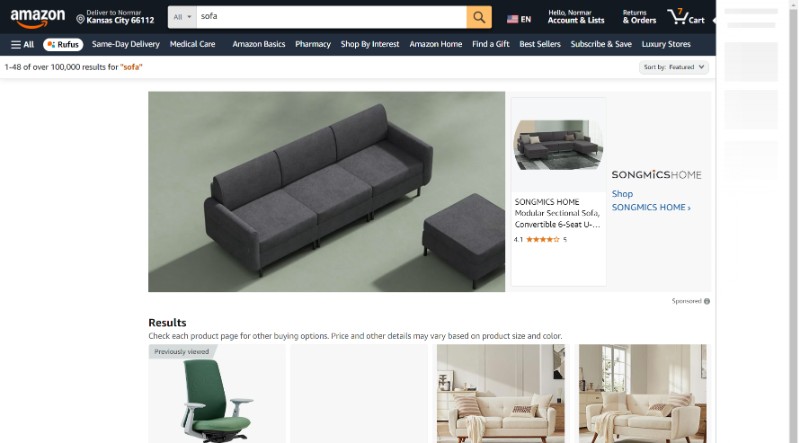 amazon
Deliver to Normar
Kansas City 66112
All
sofa
EN
Hello, Normar
Account & Lists
Returns
& Orders
7
Cart
All
Rufus
Same-Day Delivery
Medical Care
Amazon Basics
Pharmacy
Shop By Interest
Amazon Home
Find a Gift
Best Sellers
Subscribe & Save
Luxury Stores
1-48 of over 100,000 results for "sofa"
Sort by: Featured
SONGMICS HOME
Modular Sectional Sofa,
Convertible 6-Seat U-...
4.1
5
SONGMICSHOME
Shop
SONGMICS HOME ›
Sponsored
Results
Check each product page for other buying options. Price and other details may vary based on product size and color.
Previously viewed